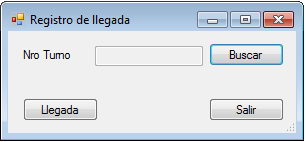 Registro de llegada
Nro Turno Buscar
Llegada Salir